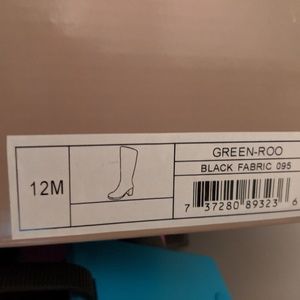 12M
GREEN-ROO
BLACK FABRIC 095
7 37280 89323 6